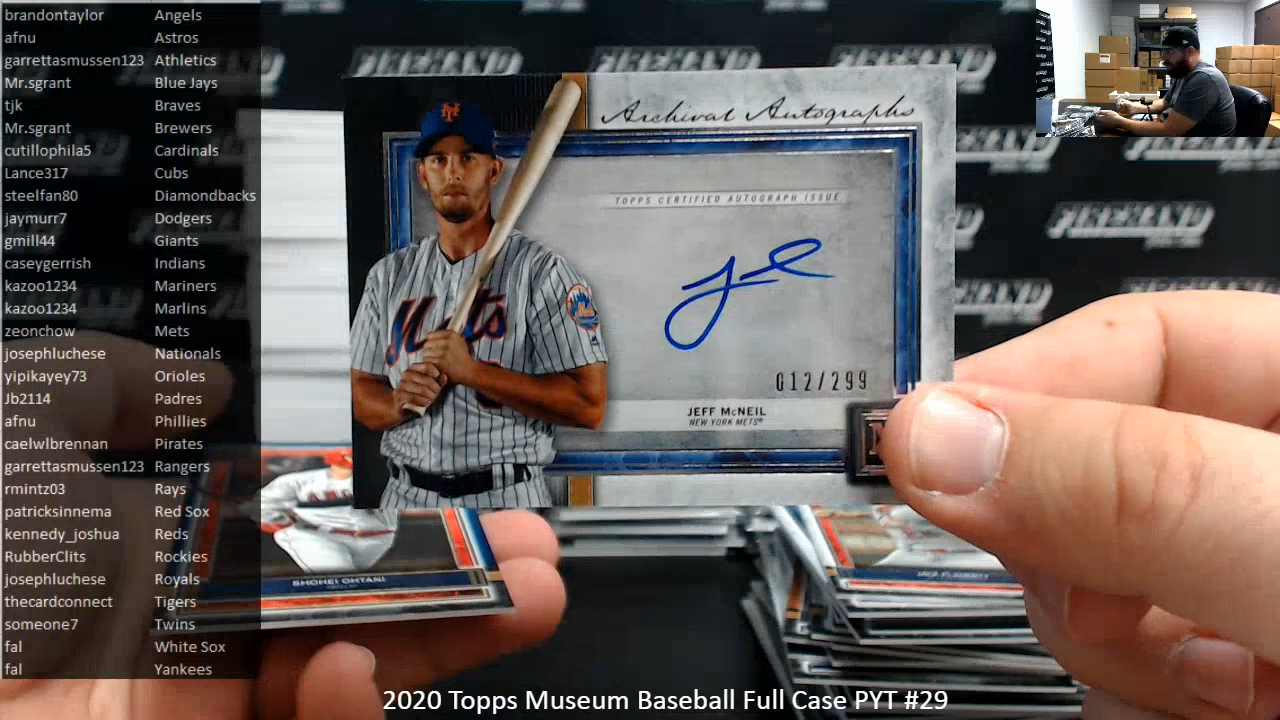 brandontaylor Angels
afnu Astros
garrettasmussen123 Athletics
Mr.sgrant Blue Jays
tjk Braves
Mr.sgrant Brewers
cutillophila5 Cardinals
Lance317 Cubs
steelfan80 Diamondbacks
jaymurr7 Dodgers
gmill44 Giants
caseygerrish Indians
kazoo1234 Mariners
kazoo1234 Marlins
zeonchow Mets
josephluchese Nationals
yipikayey73 Orioles
Jb2114 Padres
afnu Phillies
caelwlbrennan Pirates
garrettasmussen123 Rangers
rmintz03 Rays
patricksinnema Red Sox
kennedy_joshua Reds
RubberClits Rockies
josephluchese Royals
thecardconnect Tigers
someone7 Twins
fal White Sox
fal Yankees
Archival Autographs
TOPPS CERTIFIED AUTOGRAPH ISSUE
Mets
012/299
JEFF McNEIL
NEW YORK METS®
SHOHEI OHTANI
JACK FLAHERTY
2020 Topps Museum Baseball Full Case PYT #29